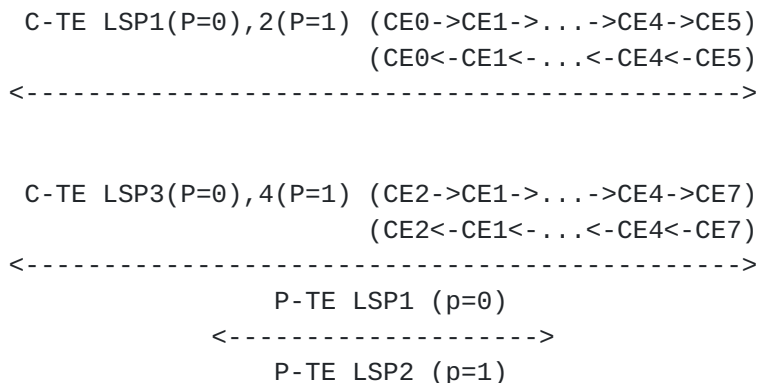 C-TE LSP1(P=0),2(P=1) (CE0->CE1->...->CE4->CE5)
(CE0<-CE1<-...<-CE4<-CE5)
<---------------------------------------------->
C-TE LSP3(P=0),4(P=1) (CE2->CE1->...->CE4->CE7)
(CE2<-CE1<-...<-CE4<-CE7)
<---------------------------------------------->
P-TE LSP1 (p=0)
<-------------------->
P-TE LSP2 (p=1)